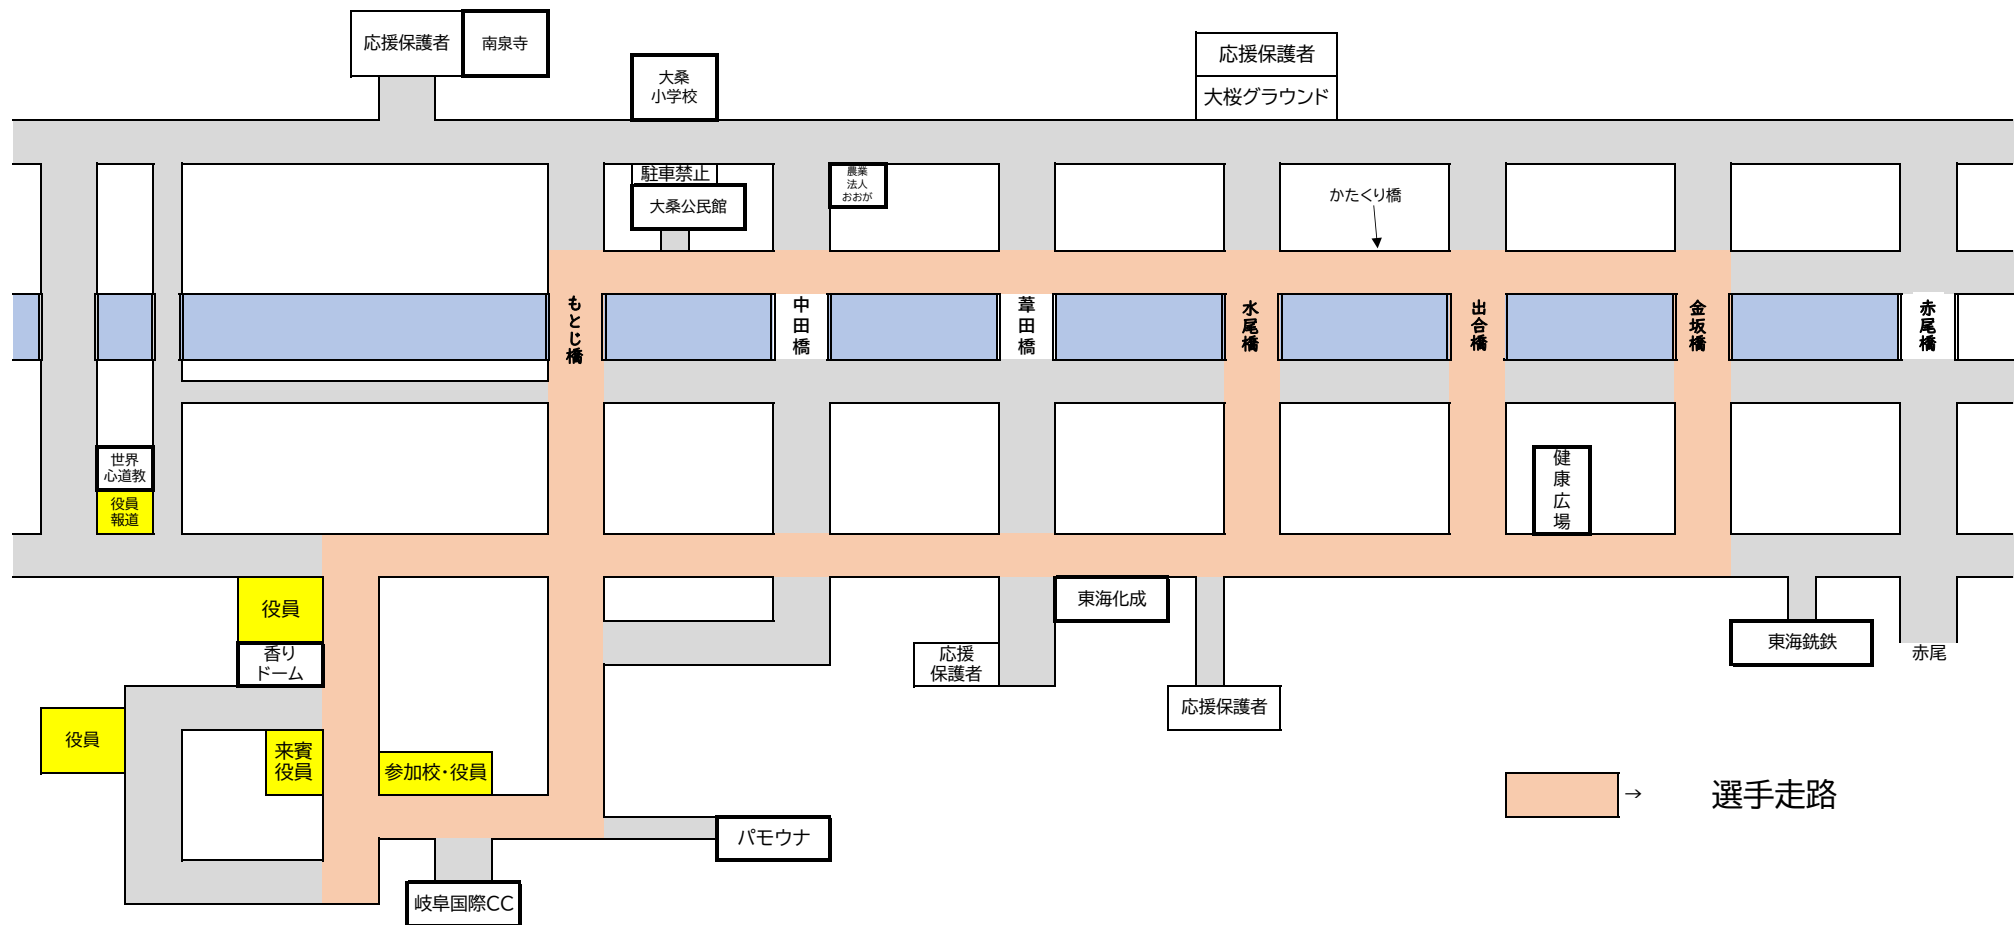 応援保護者
南泉寺
応援保護者
大桑
小学校
大桜グラウンド
駐車禁止
農業
法人
おおが
大桑公民館
かたくり橋
もとじ橋
中田橋
葦田橋
水尾橋
出合橋
金坂橋
赤尾橋
世界
心道教
役員
報道
健康広場
役員
東海化成
香り
ドーム
応援
保護者
東海銑鉄
赤尾
応援保護者
役員
来賓
役員
参加校・役員
→
選手走路
パモウナ
岐阜国際CC